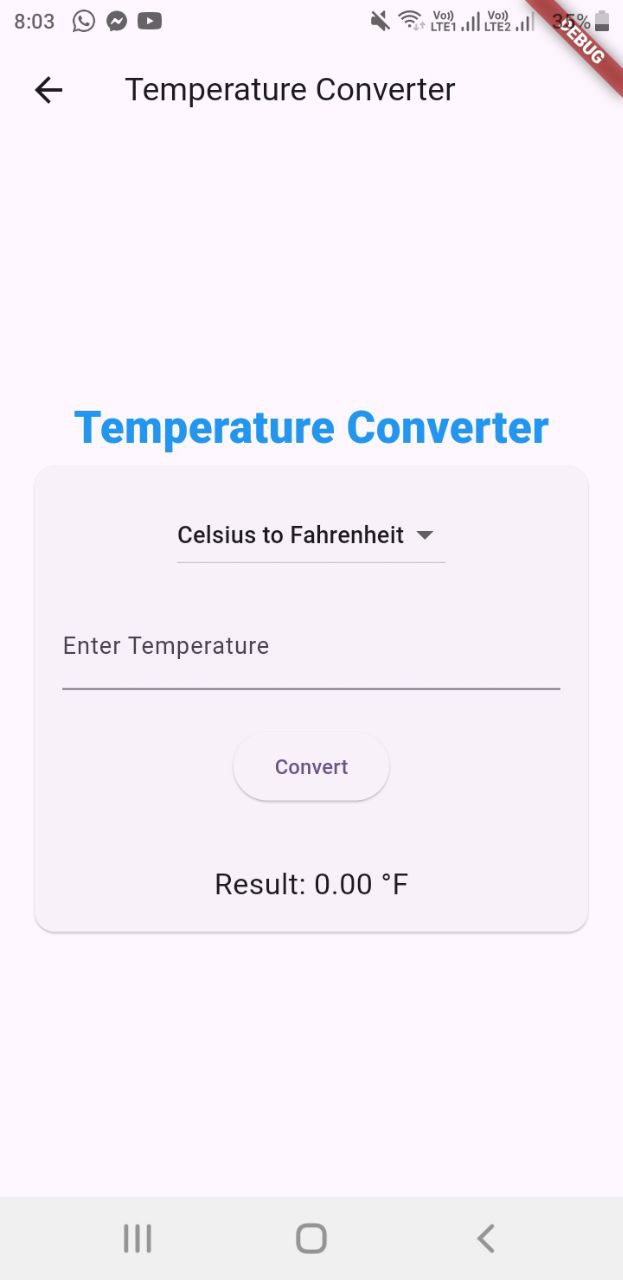 8:03 Vo)) LTE1 Vo)) LTE2 35%
DEBUG
Temperature Converter
Temperature Converter
Celsius to Fahrenheit
Enter Temperature
Convert
Result: 0.00 °F